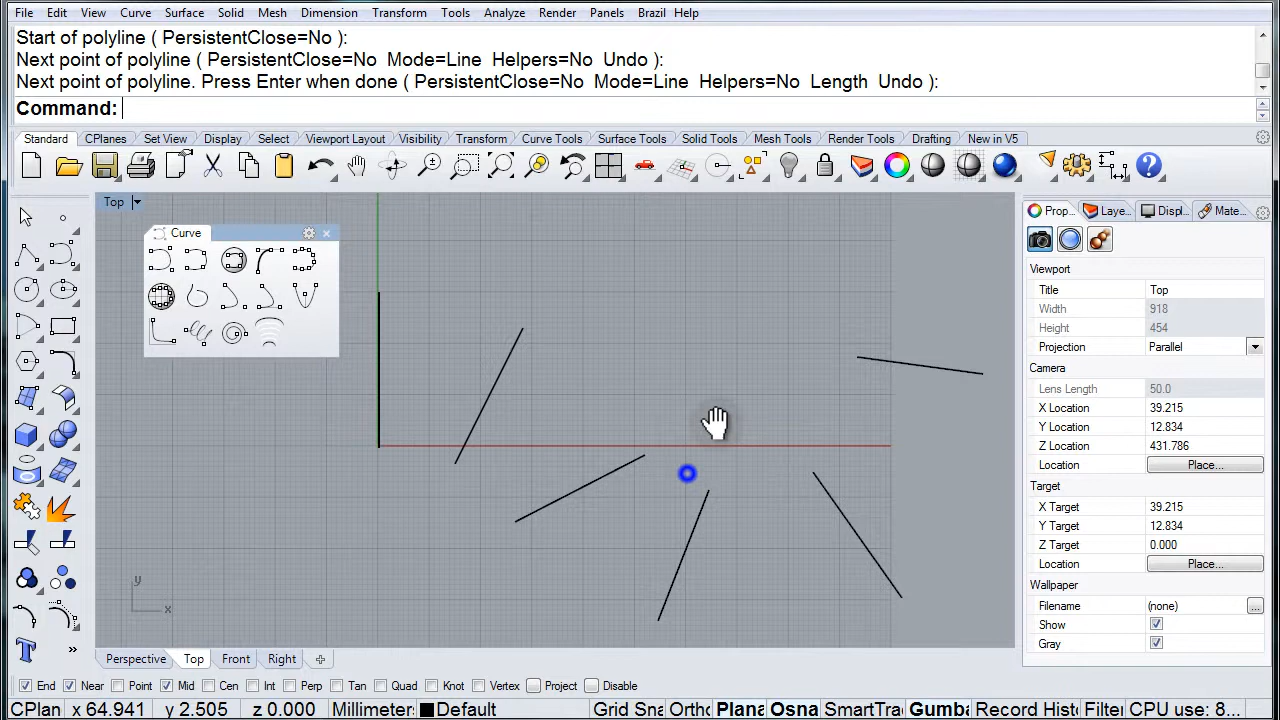 File Edit View Curve Surface Solid Mesh Dimension Transform Tools Analyze Render Panels Brazil Help
Start of polyline ( PersistentClose=No ):
Next point of polyline ( PersistentClose=No Mode=Line Helpers=No Undo ):
Next point of polyline. Press Enter when done ( PersistentClose=No Mode=Line Helpers=No Length Undo ):
Command:
Standard CPlanes Set View Display Select Viewport Layout Visibility Transform Curve Tools Surface Tools Solid Tools Mesh Tools Render Tools Drafting New in V5
Top
Curve
Prop... Laye... Displ... Mate...
Viewport
Title Top
Width 918
Height 454
Projection Parallel
Camera
Lens Length 50.0
X Location 39.215
Y Location 12.834
Z Location 431.786
Location Place...
Target
X Target 39.215
Y Target 12.834
Z Target 0.000
Location Place...
Wallpaper
Filename (none) ...
Show
Gray
y
x
Perspective Top Front Right
End Near Point Mid Cen Int Perp Tan Quad Knot Vertex Project Disable
CPlan x 64.941 y 2.505 z 0.000 Millimeter Default Grid Sna Ortho Plana Osna SmartTra Gumba Record History Filter CPU use: 8...